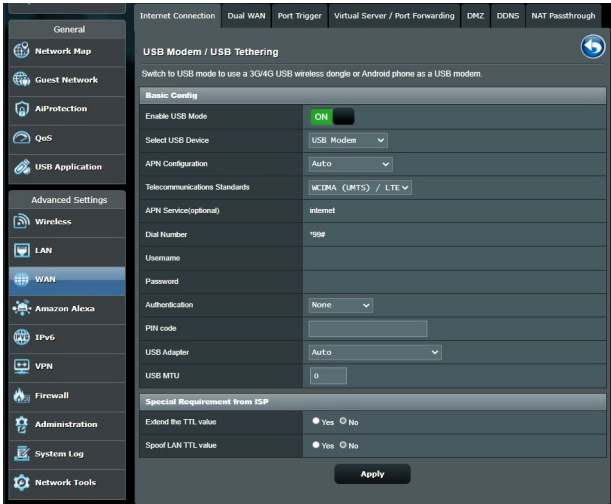 Internet Connection Dual WAN Port Trigger Virtual Server / Port Forwarding DMZ DDNS NAT Passthrough
General
Network Map
Guest Network
AiProtection
QoS
USB Application
Advanced Settings
Wireless
LAN
WAN
Amazon Alexa
IPv6
VPN
Firewall
Administration
System Log
Network Tools
USB Modem / USB Tethering
Switch to USB mode to use a 3G/4G USB wireless dongle or Android phone as a USB modem.
Basic Config
Enable USB Mode ON
Select USB Device USB Modem
APN Configuration Auto
Telecommunications Standards WCDMA (UMTS) / LTE
APN Service(optional) internet
Dial Number *99#
Username
Password
Authentication None
PIN code
USB Adapter Auto
USB MTU 0
Special Requirement from ISP
Extend the TTL value Yes No
Spoof LAN TTL value Yes No
Apply